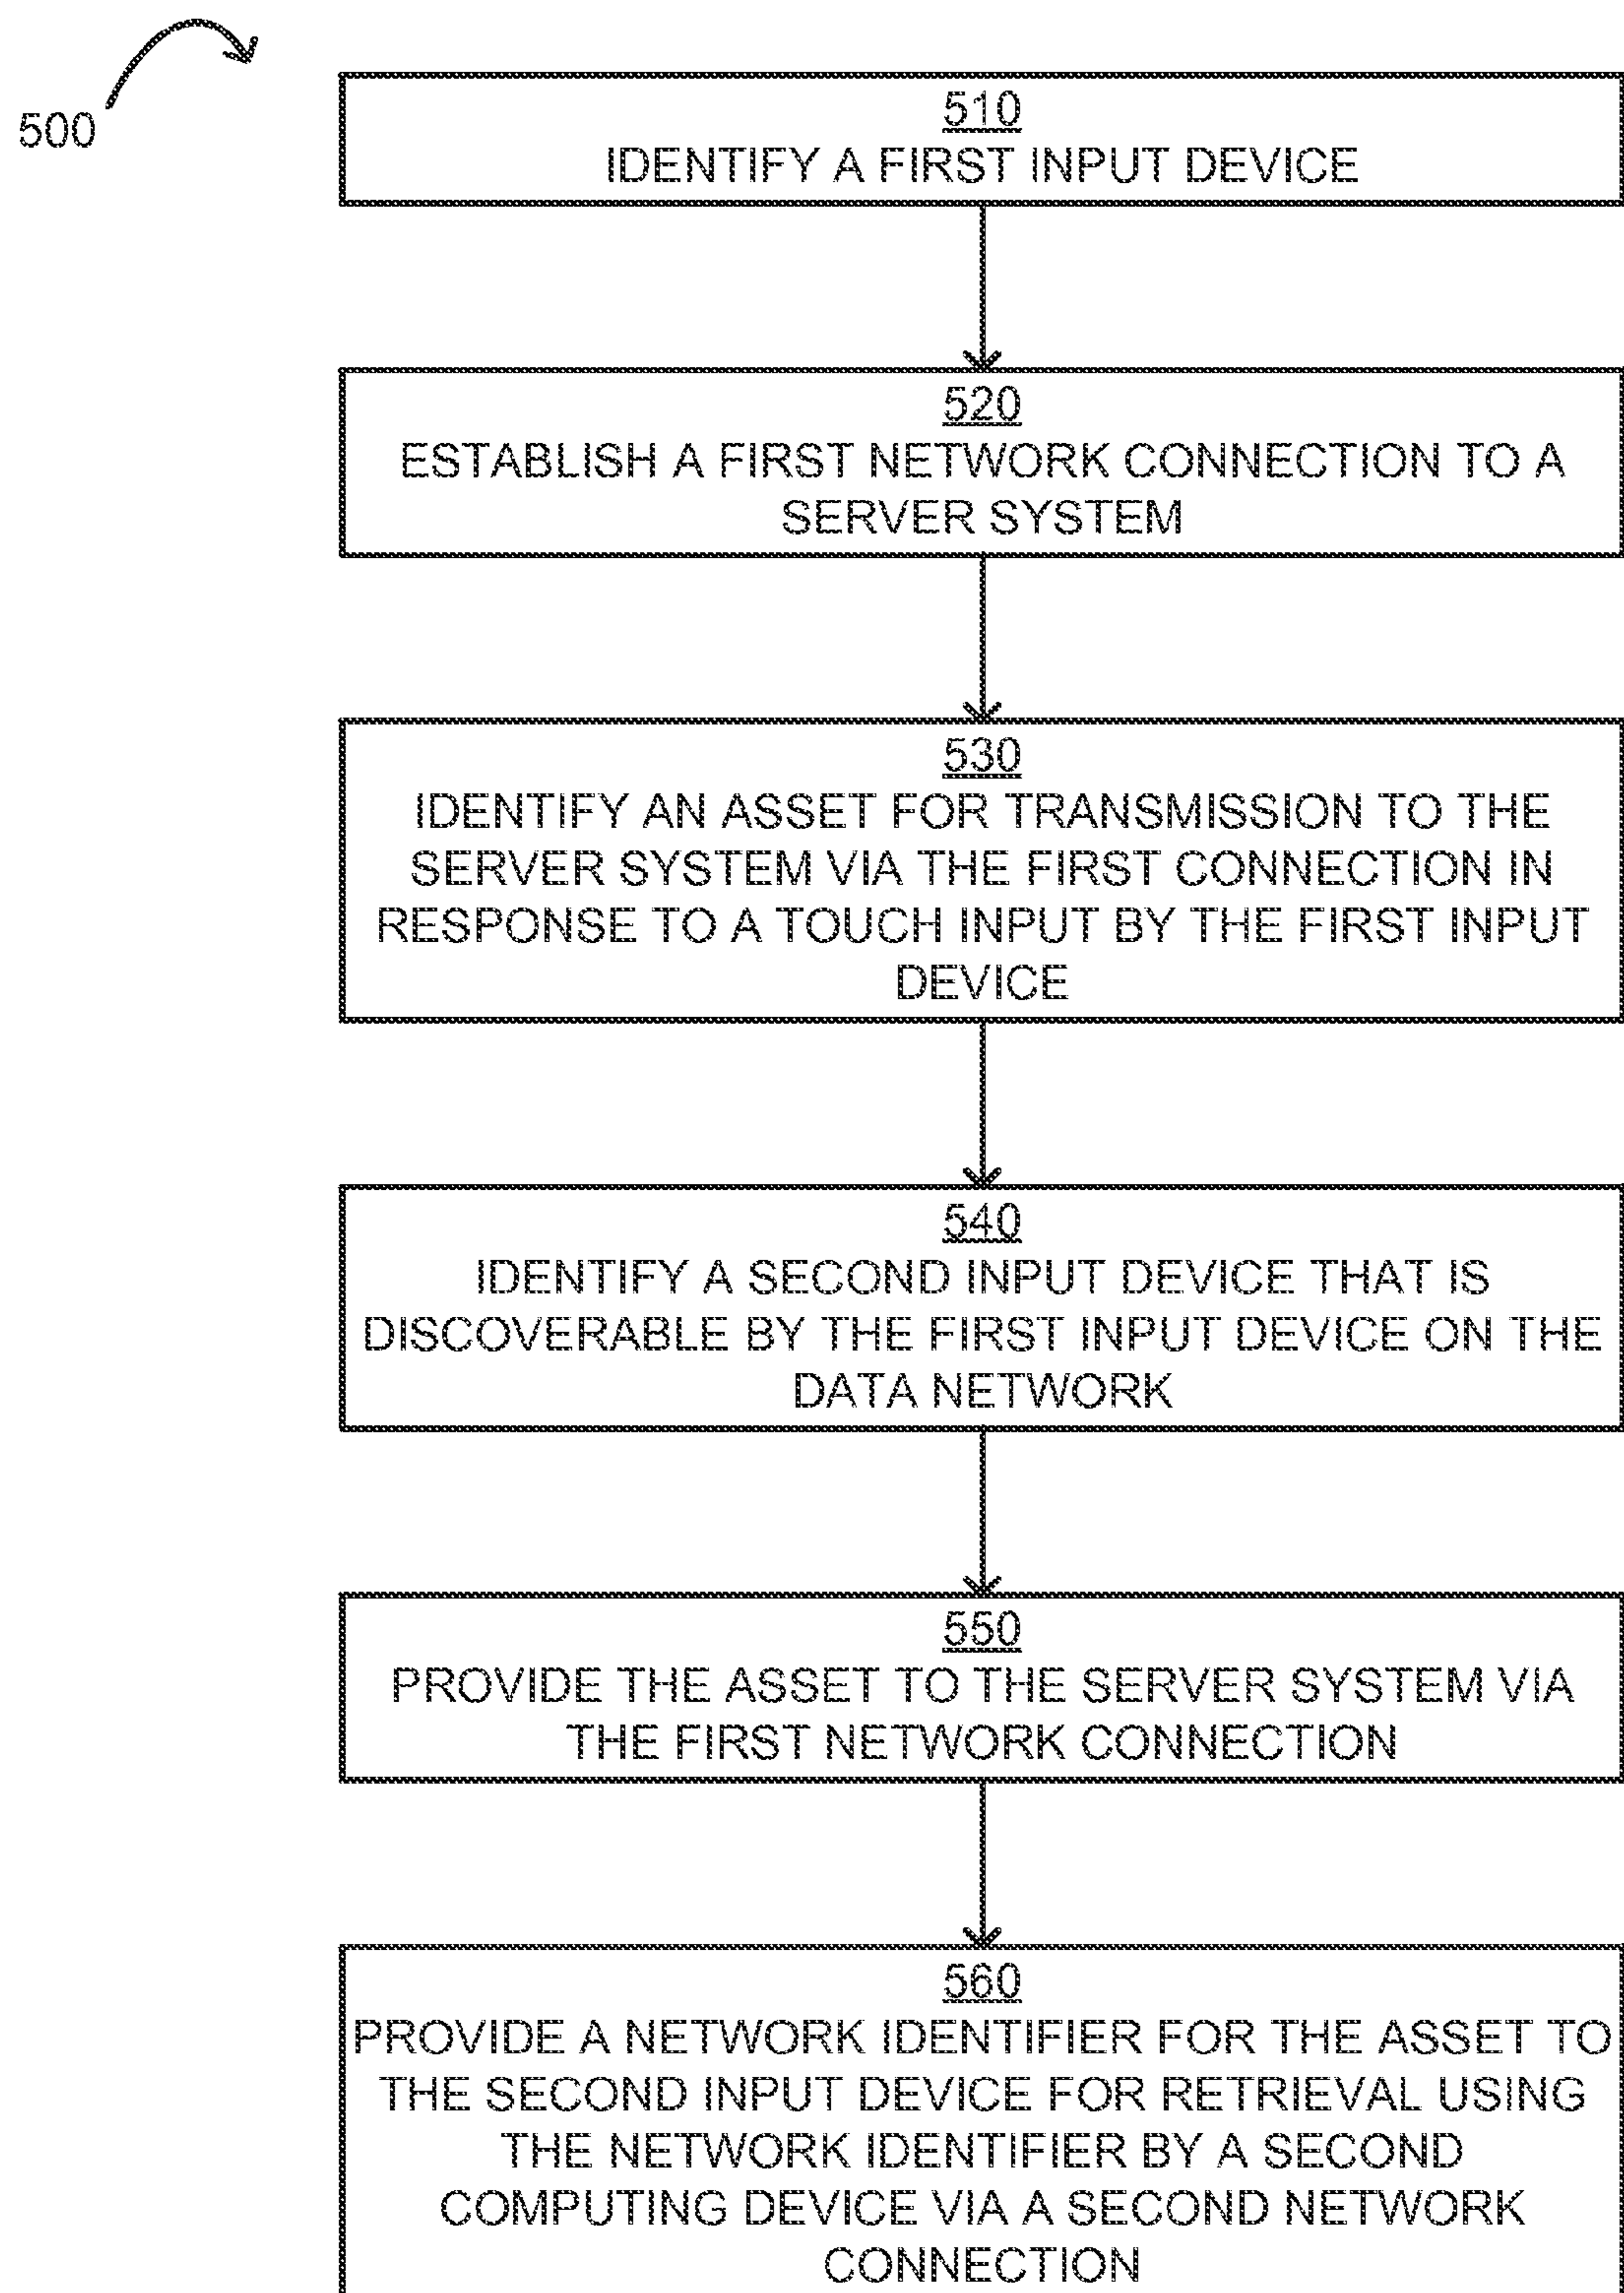 500
510
IDENTIFY A FIRST INPUT DEVICE
520
ESTABLISH A FIRST NETWORK CONNECTION TO A
SERVER SYSTEM
530
IDENTIFY AN ASSET FOR TRANSMISSION TO THE
SERVER SYSTEM VIA THE FIRST CONNECTION IN
RESPONSE TO A TOUCH INPUT BY THE FIRST INPUT
DEVICE
540
IDENTIFY A SECOND INPUT DEVICE THAT IS
DISCOVERABLE BY THE FIRST INPUT DEVICE ON THE
DATA NETWORK
550
PROVIDE THE ASSET TO THE SERVER SYSTEM VIA
THE FIRST NETWORK CONNECTION
560
PROVIDE A NETWORK IDENTIFIER FOR THE ASSET TO
THE SECOND INPUT DEVICE FOR RETRIEVAL USING
THE NETWORK IDENTIFIER BY A SECOND
COMPUTING DEVICE VIA A SECOND NETWORK
CONNECTION